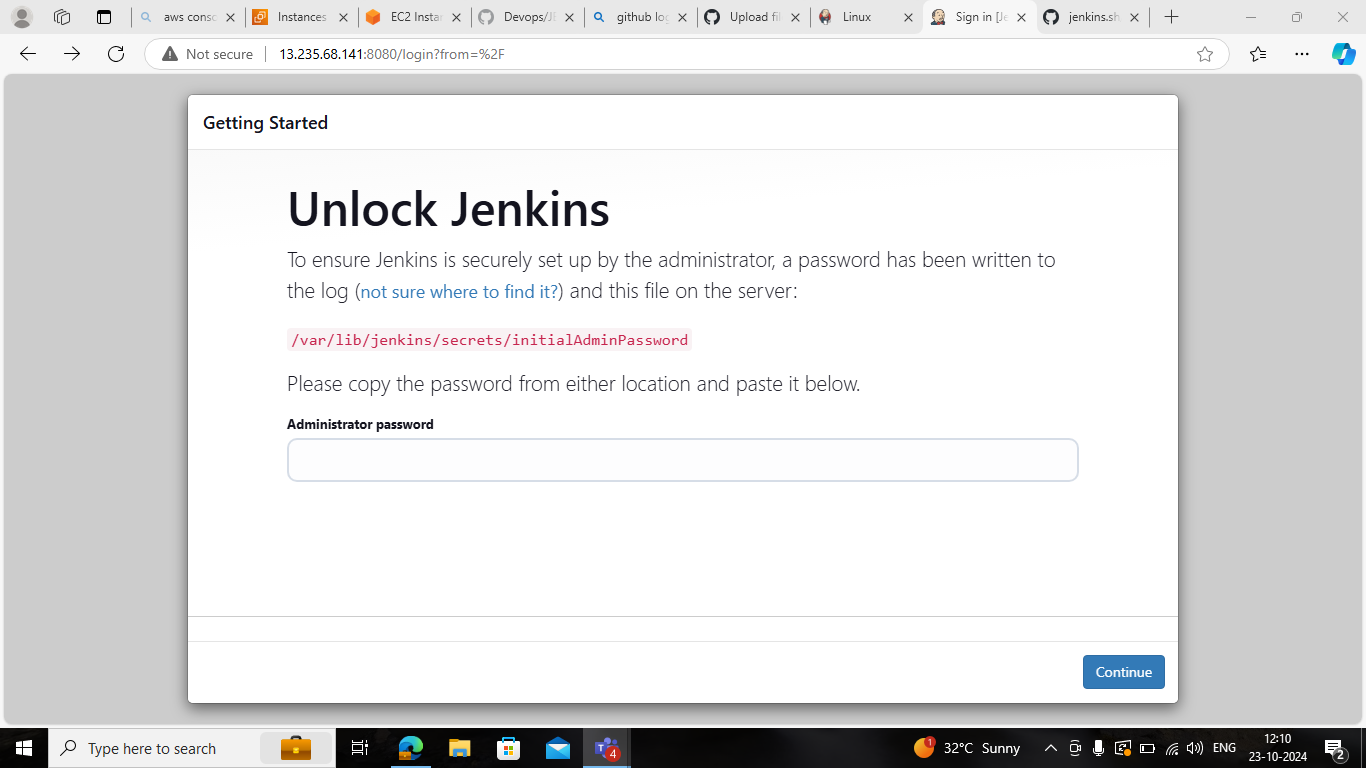 aws consc
Instances
EC2 Instar
Devops/JE
github log
Upload fil
Linux
Sign in [Je
jenkins.sh
Not secure
13.235.68.141:8080/login?from=%2F
Getting Started
Unlock Jenkins
To ensure Jenkins is securely set up by the administrator, a password has been written to
the log (not sure where to find it?) and this file on the server:
/var/lib/jenkins/secrets/initialAdminPassword
Please copy the password from either location and paste it below.
Administrator password
Continue
Type here to search
4
1
32°C Sunny
ENG
12:10
23-10-2024
2